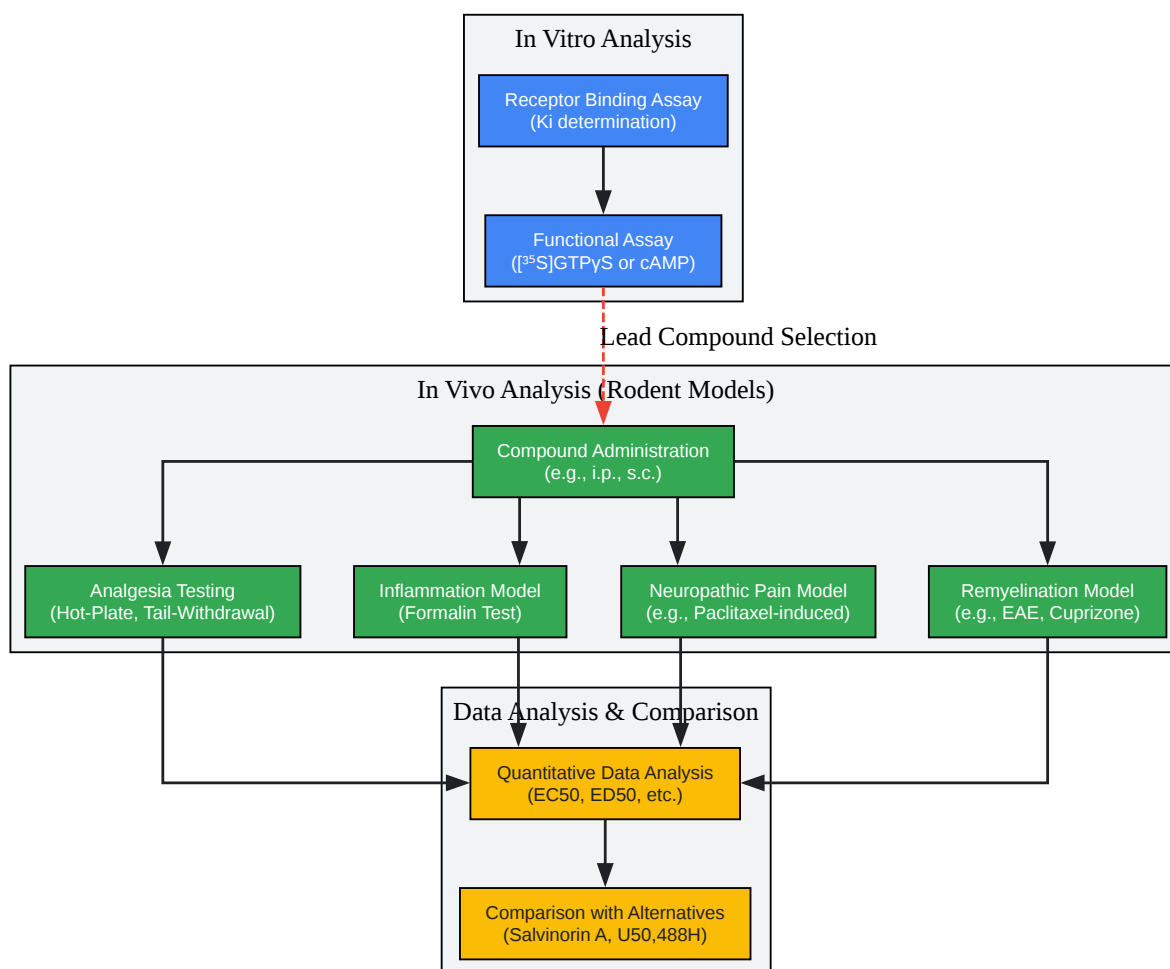 In Vitro Analysis
Receptor Binding Assay
(Ki determination)
Functional Assay
([³⁵S]GTPγS or cAMP)
Lead Compound Selection
In Vivo Analysis (Rodent Models)
Compound Administration
(e.g., i.p., s.c.)
Analgesia Testing
(Hot-Plate, Tail-Withdrawal)
Inflammation Model
(Formalin Test)
Neuropathic Pain Model
(e.g., Paclitaxel-induced)
Remyelination Model
(e.g., EAE, Cuprizone)
Data Analysis & Comparison
Quantitative Data Analysis
(EC50, ED50, etc.)
Comparison with Alternatives
(Salvinorin A, U50,488H)